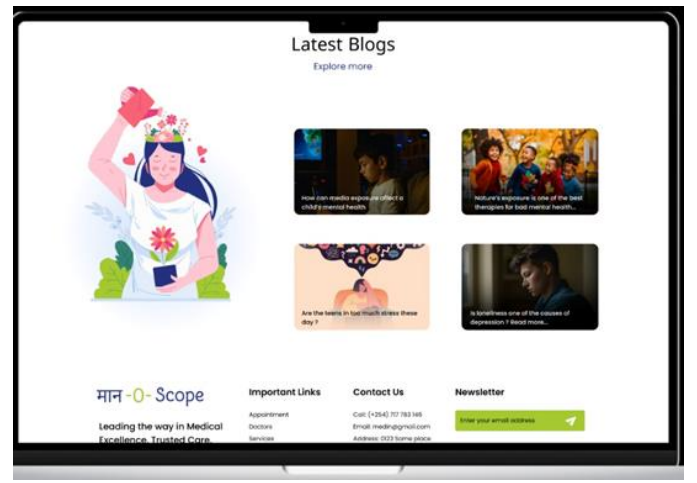 Latest Blogs
Explore more
How can media exposure affect a
child's mental health
Nature's exposure is one of the best
therapies for bad mental health...
Are the teens in too much stress these
day ?
Is loneliness one of the causes of
depression ? Read more...
मान -O- Scope
Leading the way in Medical
Excellence, Trusted Care.
Important Links
Appointment
Doctors
Services
Contact Us
Call: (+254) 717 783 146
Email: medin@gmail.com
Address: 0123 Some place
Newsletter
Enter your email address